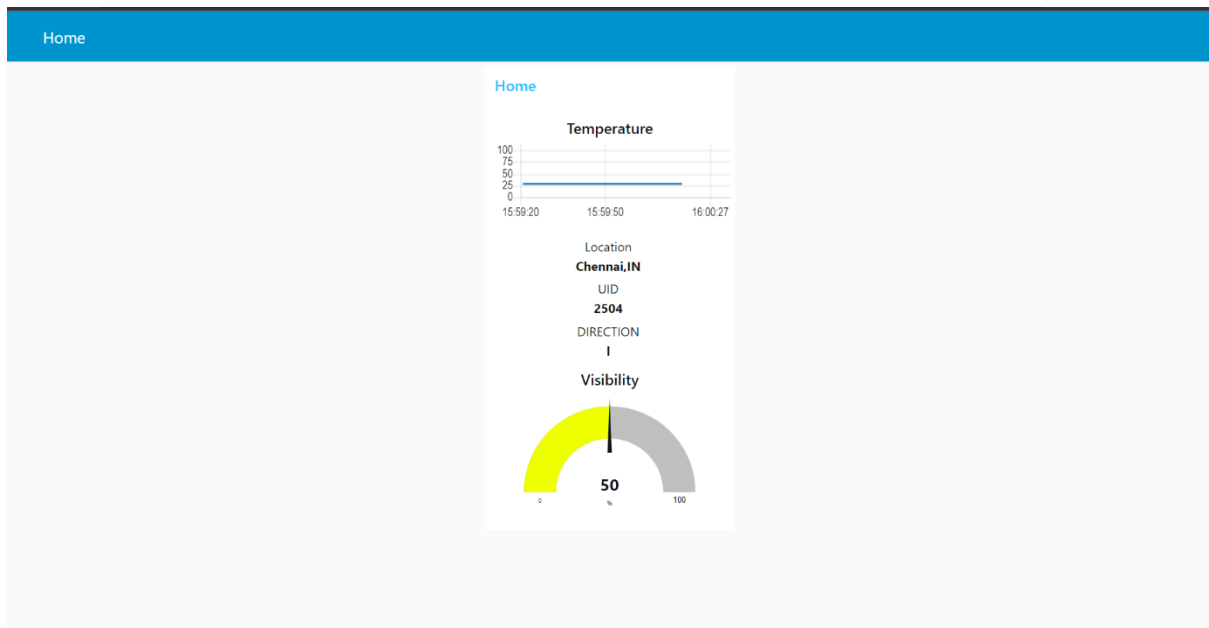 Home
Home
Temperature
100
75
50
25
0
15:59:20 15:59:50 16:00:27
Location
Chennai,IN
UID
2504
DIRECTION
l
Visibility
50
0 % 100